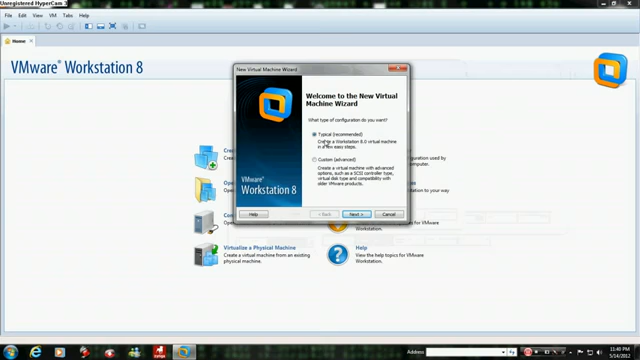 Unregistered HyperCam 3
File Edit View VM Tabs Help
Home
VMware® Workstation 8
New Virtual Machine Wizard
Welcome to the New Virtual
Machine Wizard
What type of configuration do you want?
Typical (recommended)
Create a Workstation 8.0 virtual machine
in a few easy steps.
Custom (advanced)
Create a virtual machine with advanced
options, such as a SCSI controller type,
virtual disk type and compatibility with
older VMware products.
VMware®
Workstation 8
Help
< Back
Next >
Cancel
Virtualize a Physical Machine
Create a virtual machine from an existing
physical machine.
Help
View the help topics for VMware
Workstation.
Address
11:40 PM
5/14/2012